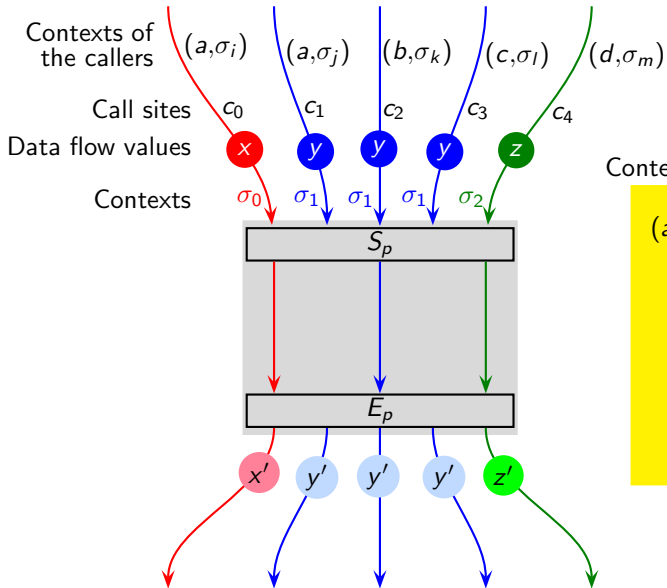 Contexts of the callers
(a,σᵢ) (a,σⱼ) (b,σₖ) (c,σₗ) (d,σₘ)
Call sites c₀ c₁ c₂ c₃ c₄
Data flow values x y y y z
Conte
Contexts σ₀ σ₁ σ₁ σ₁ σ₂
(a
Sₚ
Eₚ
x′ y′ y′ y′ z′